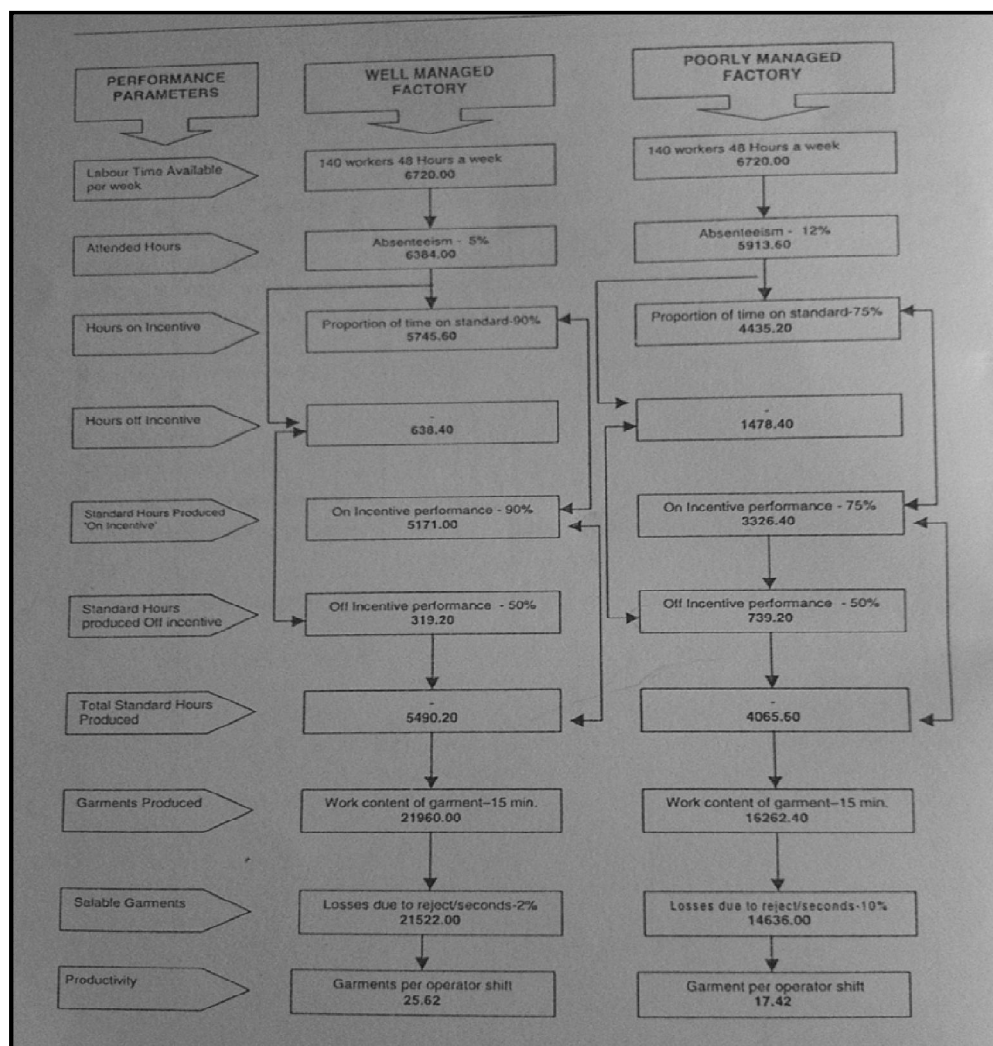 PERFORMANCE
PARAMETERS
WELL MANAGED
FACTORY
POORLY MANAGED
FACTORY
Labour Time Available
per week
140 workers 48 Hours a week
6720.00
140 workers 48 Hours a week
6720.00
Attended Hours
Absenteeism - 5%
6384.00
Absenteeism - 12%
5913.60
Hours on Incentive
Proportion of time on standard-90%
5745.60
Proportion of time on standard-75%
4435.20
Hours off Incentive
-
638.40
-
1478.40
Standard Hours Produced
'On Incentive'
On Incentive performance - 90%
5171.00
On Incentive performance - 75%
3326.40
Standard Hours
produced Off incentive
Off Incentive performance - 50%
319.20
Off Incentive performance - 50%
739.20
Total Standard Hours
Produced
-
5490.20
-
4065.60
Garments Produced
Work content of garment–15 min.
21960.00
Work content of garment–15 min.
16262.40
Salable Garments
Losses due to reject/seconds-2%
21522.00
Losses due to reject/seconds-10%
14636.00
Productivity
Garments per operator shift
25.62
Garment per operator shift
17.42